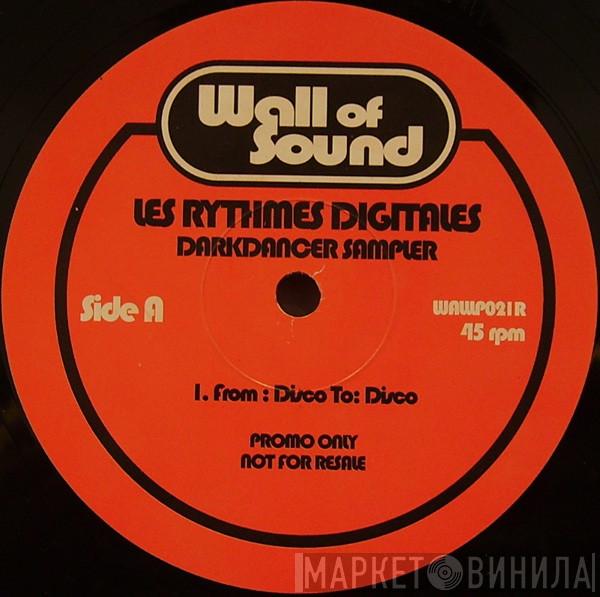 Wall of
Sound
LES RYTHMES DIGITALES
DARKDANCER SAMPLER
Side A
WAWP021R
45 rpm
1. From : Disco To: Disco
PROMO ONLY
NOT FOR RESALE
МАРКЕТ ВИНИЛА